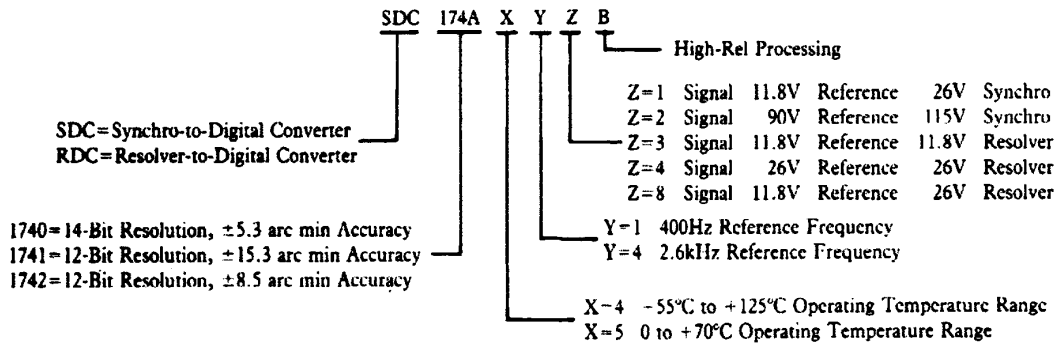 SDC 174A X Y Z B
High-Rel Processing
Z=1 Signal 11.8V Reference 26V Synchro
Z=2 Signal 90V Reference 115V Synchro
Z=3 Signal 11.8V Reference 11.8V Resolver
Z=4 Signal 26V Reference 26V Resolver
Z=8 Signal 11.8V Reference 26V Resolver
SDC=Synchro-to-Digital Converter
RDC=Resolver-to-Digital Converter
1740=14-Bit Resolution, ±5.3 arc min Accuracy
1741=12-Bit Resolution, ±15.3 arc min Accuracy
1742=12-Bit Resolution, ±8.5 arc min Accuracy
Y=1 400Hz Reference Frequency
Y=4 2.6kHz Reference Frequency
X=4 -55°C to +125°C Operating Temperature Range
X=5 0 to +70°C Operating Temperature Range